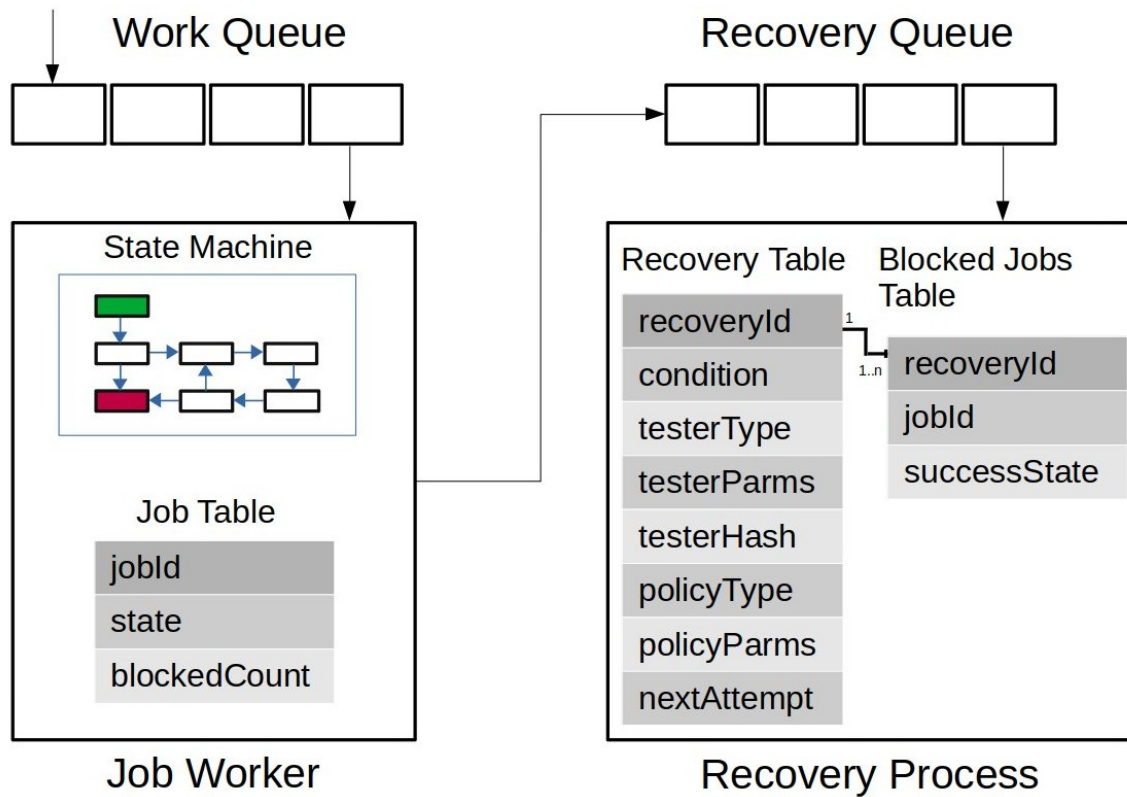 Work Queue
Recovery Queue
State Machine
Job Table
jobId
state
blockedCount
Job Worker
Recovery Table
recoveryId
condition
testerType
testerParms
testerHash
policyType
policyParms
nextAttempt
1
1..n
Blocked Jobs
Table
recoveryId
jobId
successState
Recovery Process